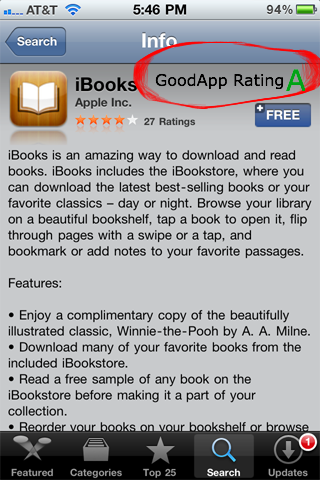 AT&T 5:46 PM 93%
Search Info
GoodApp Rating A
iBooks
Apple Inc.
27 Ratings
FREE
iBooks is an amazing way to download and read
books. iBooks includes the iBookstore, where you
can download the latest best-selling books or your
favorite classics – day or night. Browse your library
on a beautiful bookshelf, tap a book to open it, flip
through pages with a swipe or a tap, and
bookmark or add notes to your favorite passages.
Features:
• Enjoy a complimentary copy of the beautifully
illustrated classic, Winnie-the-Pooh by A. A. Milne.
• Download many of your favorite books from the
included iBookstore.
• Read a free sample of any book on the
iBookstore before making it a part of your
collection.
• Reorder your books on your bookshelf or browse
Featured Categories Top 25 Search Updates
1